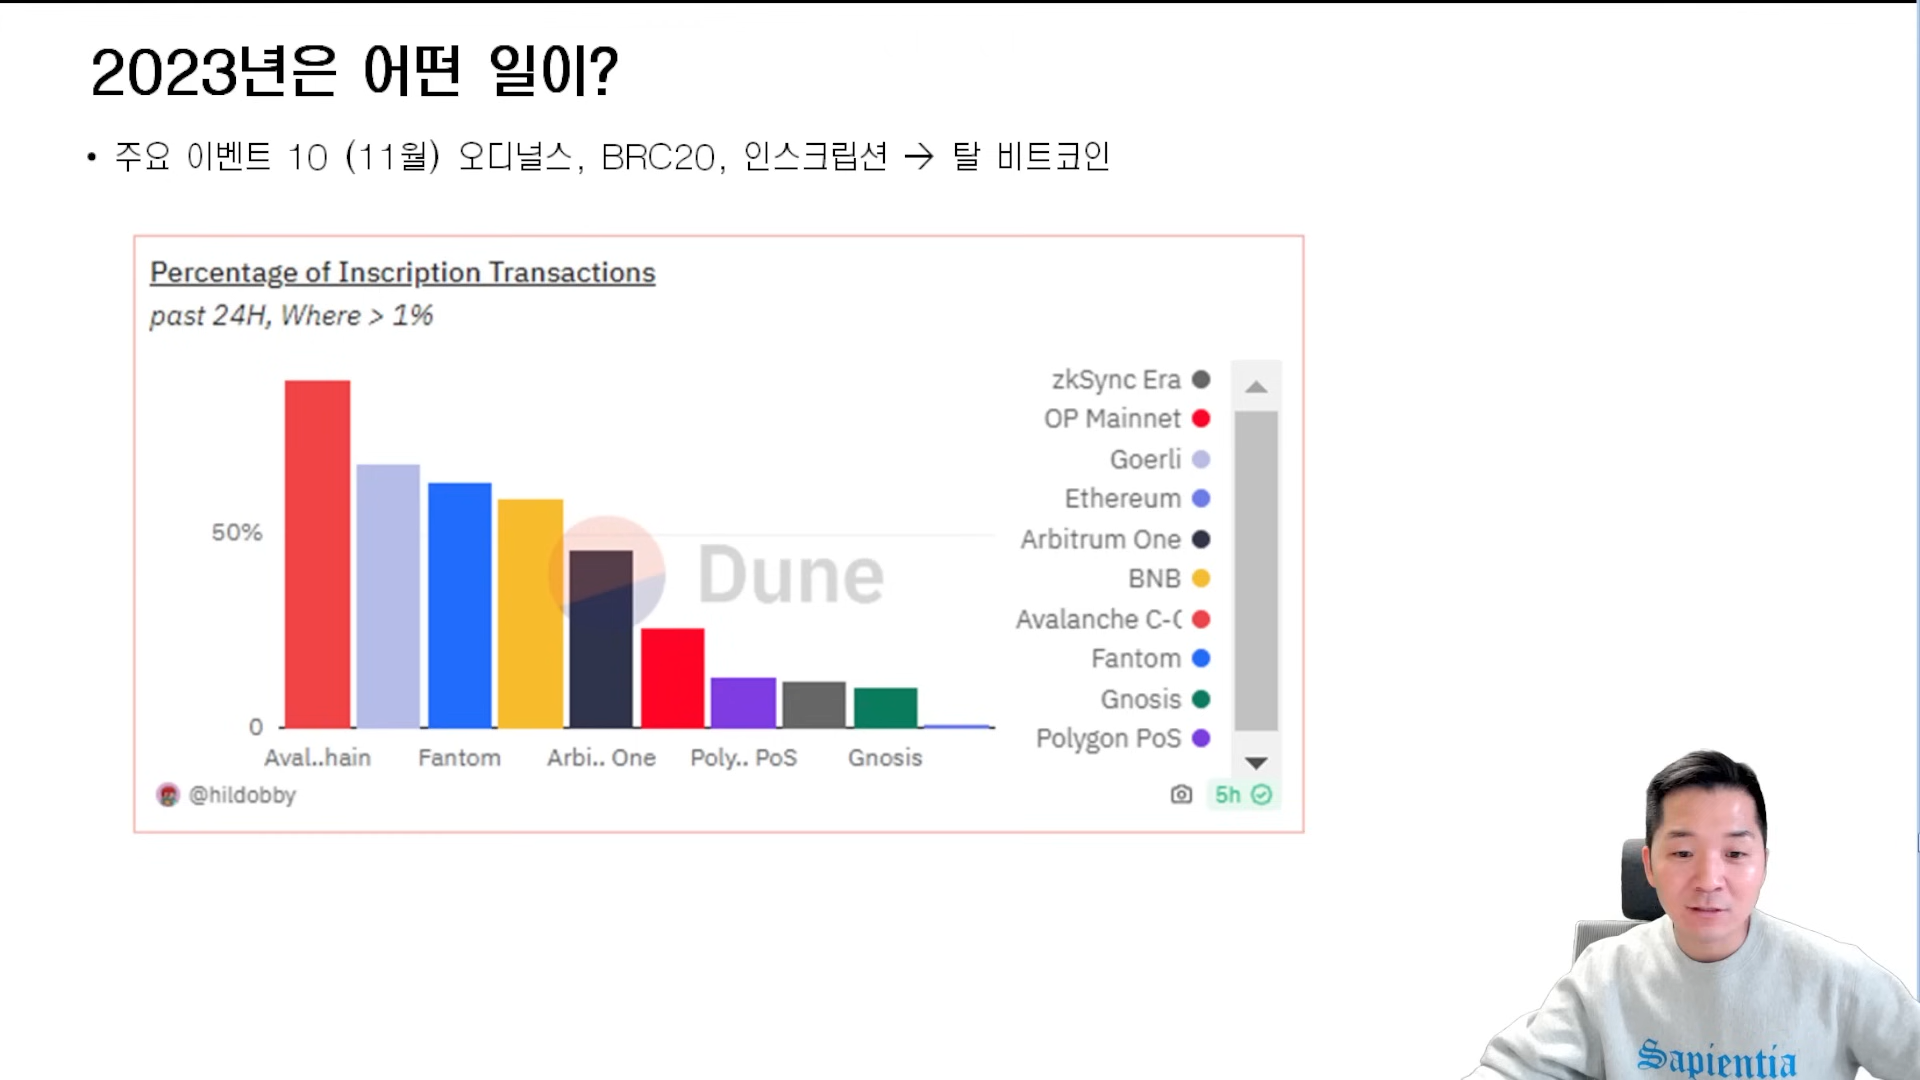 2023년은 어떤 일이?
• 주요 이벤트 10 (11월) 오디널스, BRC20, 인스크립션 → 탈 비트코인
Percentage of Inscription Transactions
past 24H, Where > 1%
50%
0
Aval..hain
Fantom
Arbi.. One
Poly.. PoS
Gnosis
Dune
zkSync Era
OP Mainnet
Goerli
Ethereum
Arbitrum One
BNB
Avalanche C-C
Fantom
Gnosis
Polygon PoS
@hildobby
5h
Sapientia